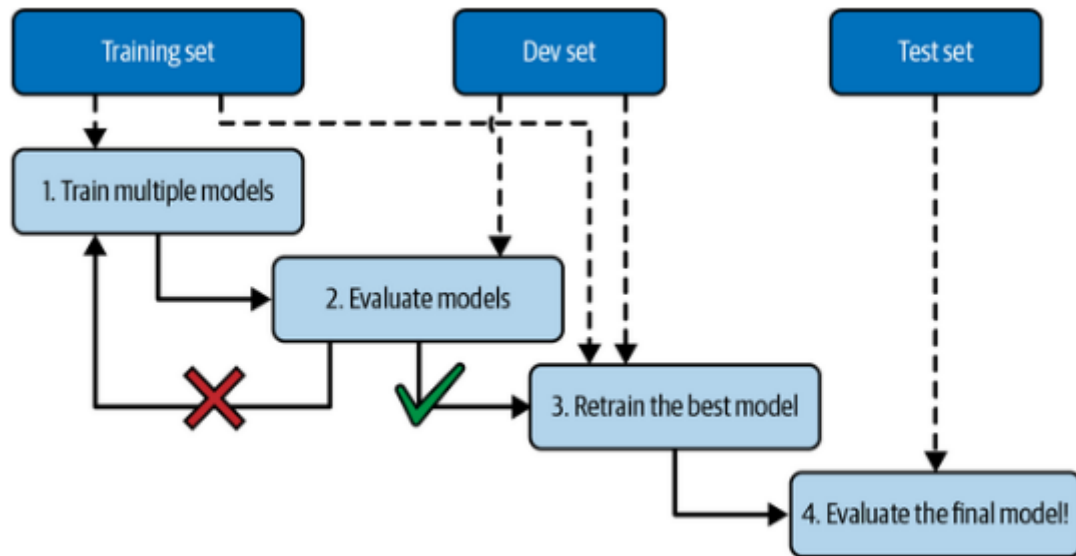 Training set
Dev set
Test set
1. Train multiple models
2. Evaluate models
3. Retrain the best model
4. Evaluate the final model!